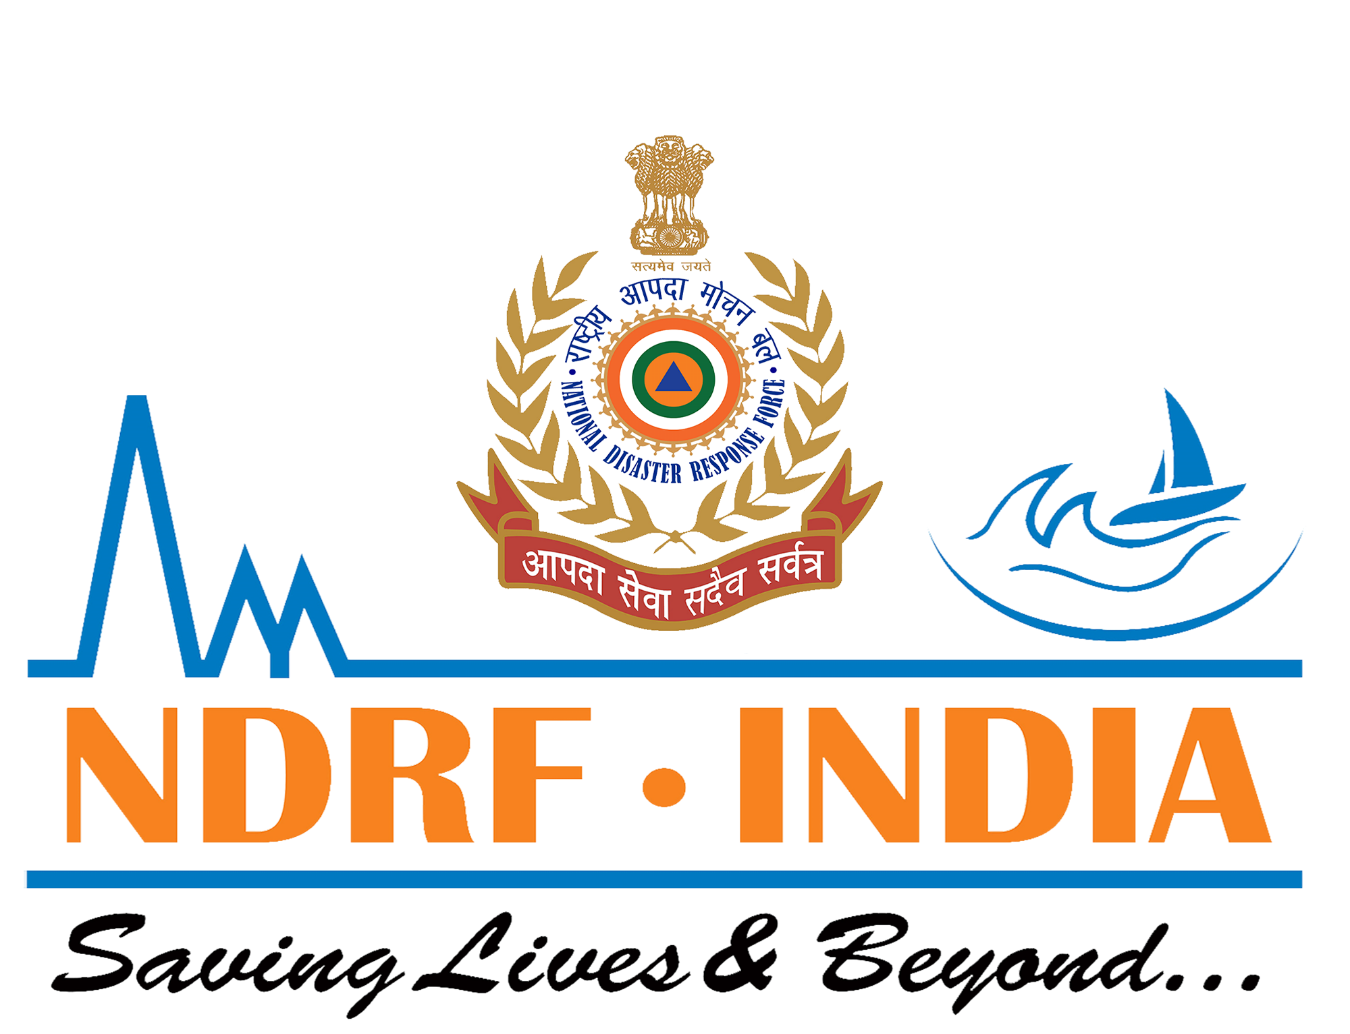 सत्यमेव जयते
राष्ट्रीय आपदा मोचन बल
• NATIONAL DISASTER RESPONSE FORCE •
आपदा सेवा सदैव सर्वत्र
NDRF • INDIA
Saving Lives & Beyond...